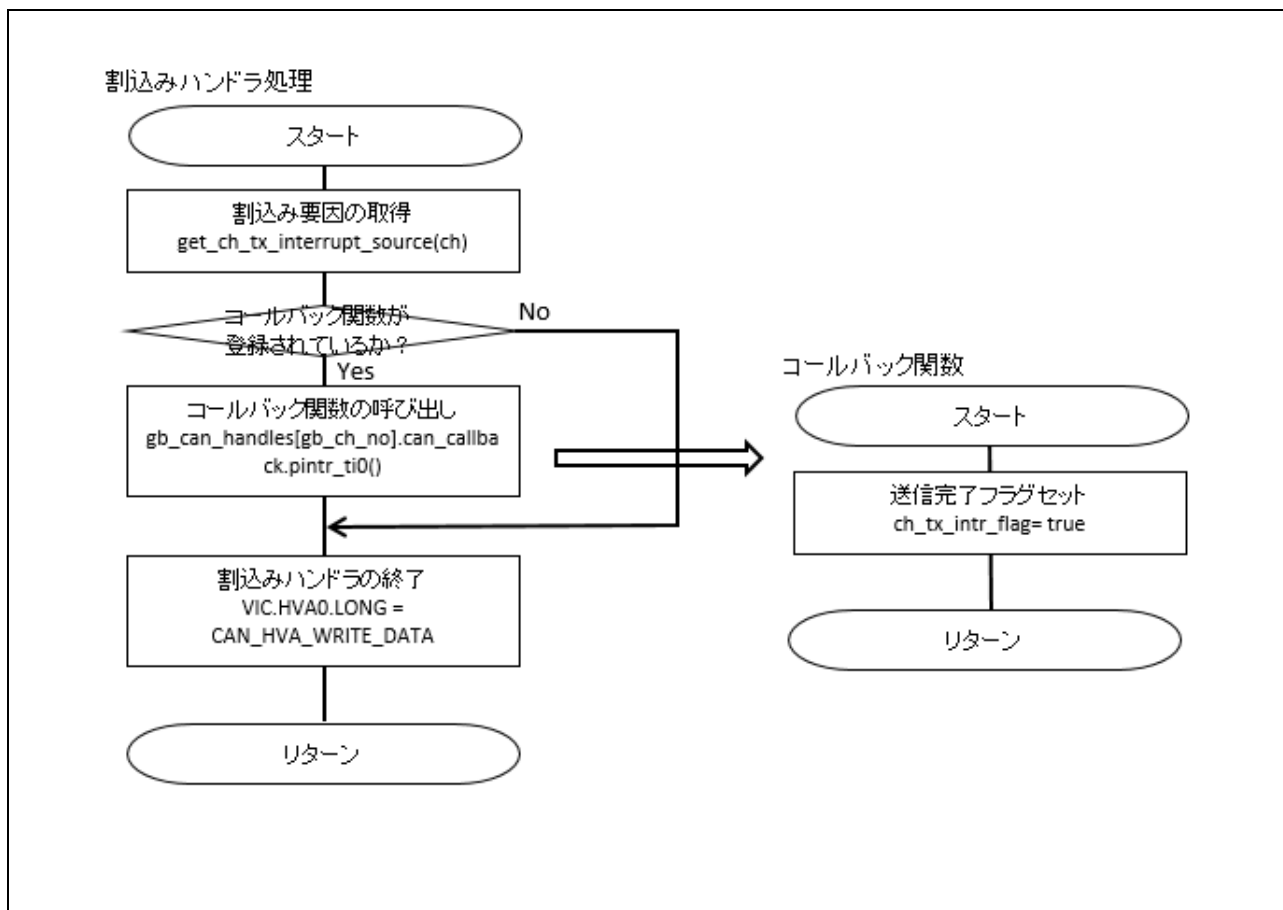 割込みハンドラ処理
スタート
割込み要因の取得
get_ch_tx_interrupt_source(ch)
コールバック関数が
登録されているか？
No
Yes
コールバック関数の呼び出し
gb_can_handles[gb_ch_no].can_callba
ck.pintr_ti0()
割込みハンドラの終了
VIC.HVA0.LONG =
CAN_HVA_WRITE_DATA
リターン
コールバック関数
スタート
送信完了フラグセット
ch_tx_intr_flag= true
リターン